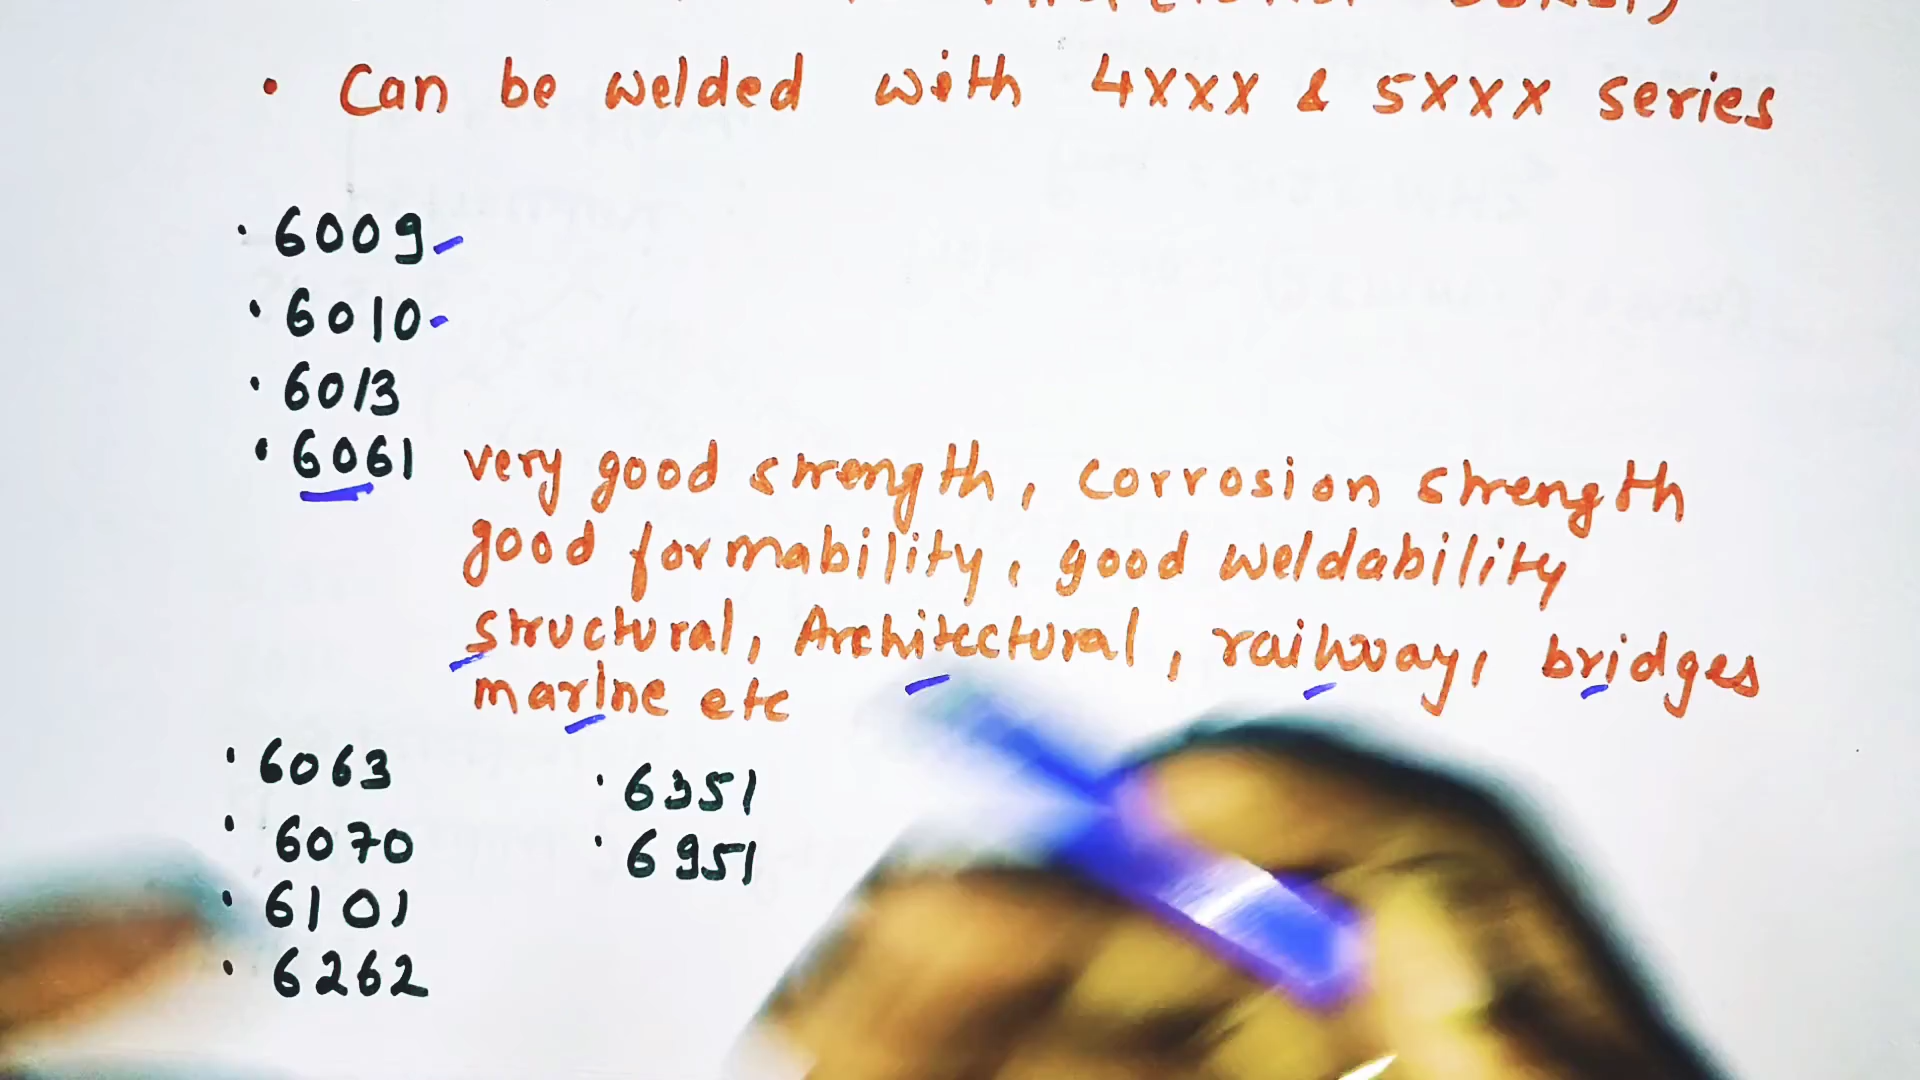 • Can be welded with 4XXX & 5XXX series
• 6009
• 6010
• 6013
• 6061 very good strength, corrosion strength
good formability, good weldability
structural, Architectural, railway, bridges
marine etc
• 6063
• 6070
• 6101
• 6262
• 6351
• 6951